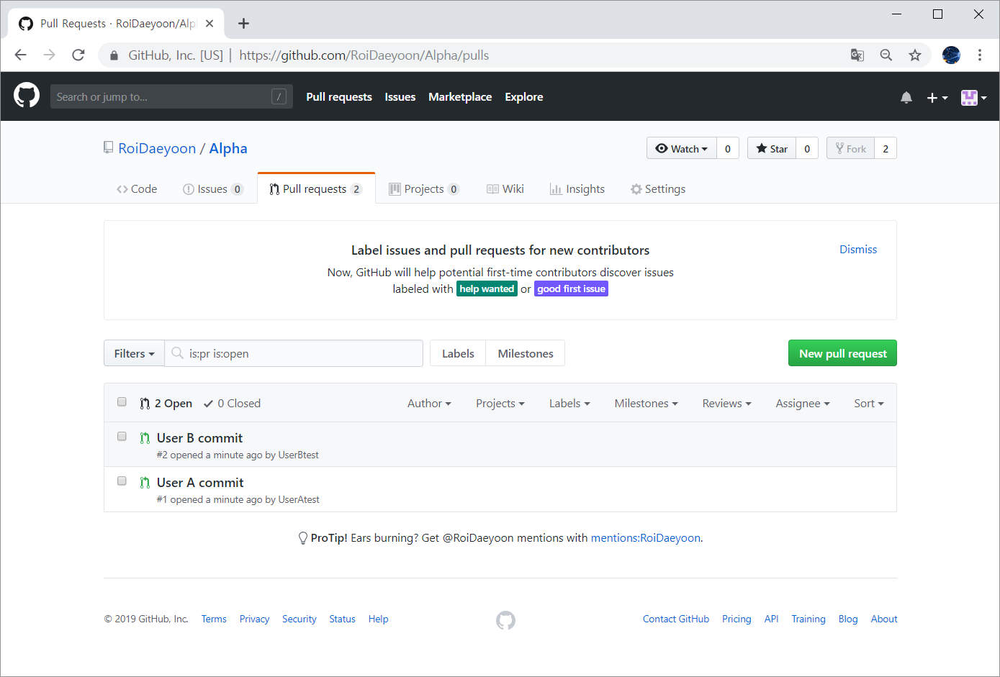 Pull Requests · RoiDaeyoon/Alp
GitHub, Inc. [US] | https://github.com/RoiDaeyoon/Alpha/pulls
Search or jump to... / Pull requests Issues Marketplace Explore
RoiDaeyoon / Alpha Watch 0 Star 0 Fork 2
Code Issues 0 Pull requests 2 Projects 0 Wiki Insights Settings
Label issues and pull requests for new contributors Dismiss
Now, GitHub will help potential first-time contributors discover issues
labeled with help wanted or good first issue
Filters is:pr is:open Labels Milestones New pull request
2 Open 0 Closed Author Projects Labels Milestones Reviews Assignee Sort
User B commit
#2 opened a minute ago by UserBtest
User A commit
#1 opened a minute ago by UserAtest
ProTip! Ears burning? Get @RoiDaeyoon mentions with mentions:RoiDaeyoon.
© 2019 GitHub, Inc. Terms Privacy Security Status Help Contact GitHub Pricing API Training Blog About